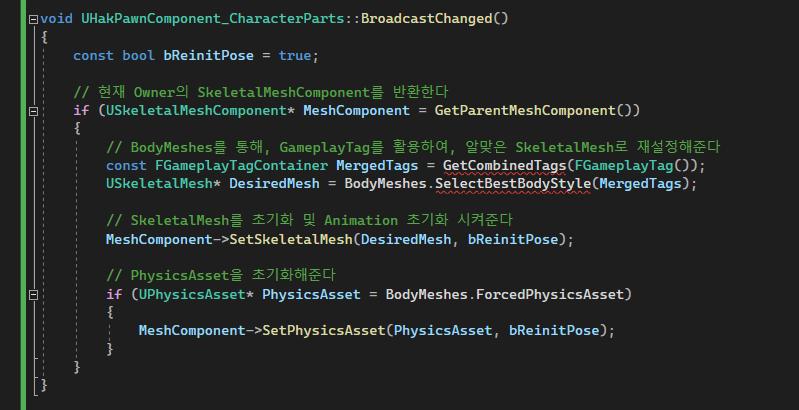 void UHakPawnComponent_CharacterParts::BroadcastChanged()
{
const bool bReinitPose = true;
// 현재 Owner의 SkeletalMeshComponent를 반환한다
if (USkeletalMeshComponent* MeshComponent = GetParentMeshComponent())
{
// BodyMeshes를 통해, GameplayTag를 활용하여, 알맞은 SkeletalMesh로 재설정해준다
const FGameplayTagContainer MergedTags = GetCombinedTags(FGameplayTag());
USkeletalMesh* DesiredMesh = BodyMeshes.SelectBestBodyStyle(MergedTags);
// SkeletalMesh를 초기화 및 Animation 초기화 시켜준다
MeshComponent->SetSkeletalMesh(DesiredMesh, bReinitPose);
// PhysicsAsset을 초기화해준다
if (UPhysicsAsset* PhysicsAsset = BodyMeshes.ForcedPhysicsAsset)
{
MeshComponent->SetPhysicsAsset(PhysicsAsset, bReinitPose);
}
}
}